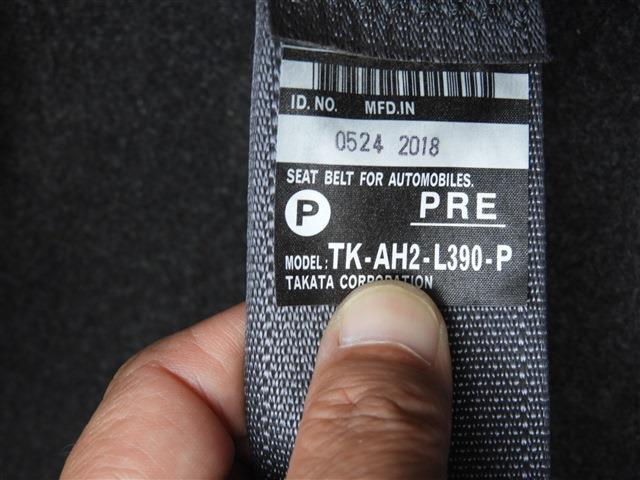 ID. NO. MFD.IN
0524 2018
SEAT BELT FOR AUTOMOBILES.
P PRE
MODEL: TK-AH2-L390-P
TAKATA CORPORATION